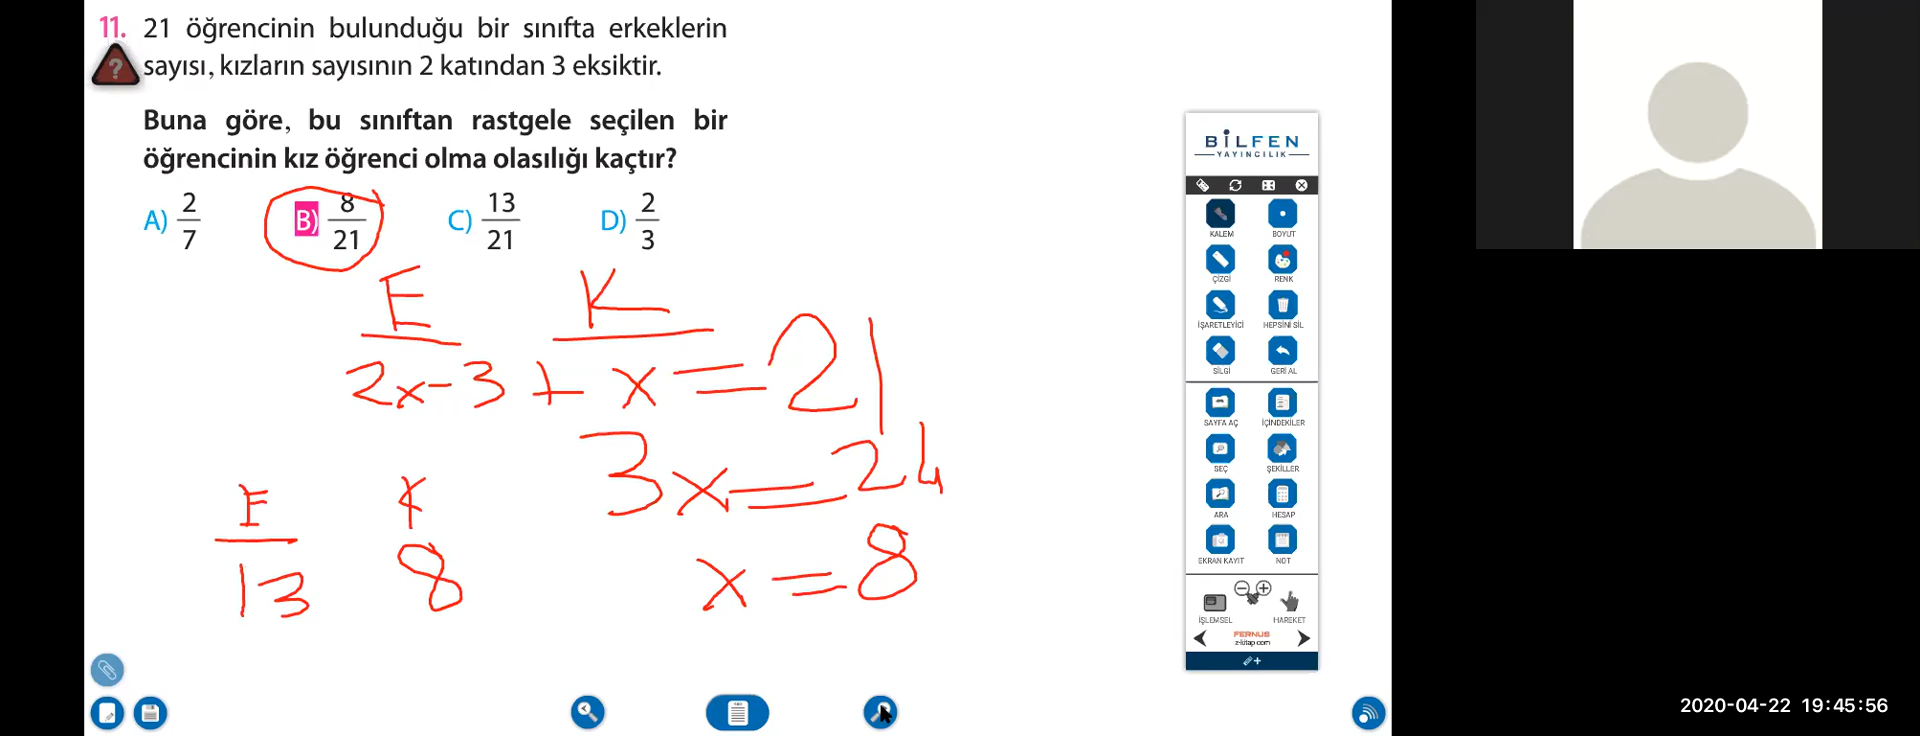 11. 21 öğrencinin bulunduğu bir sınıfta erkeklerin
sayısı, kızların sayısının 2 katından 3 eksiktir.
Buna göre, bu sınıftan rastgele seçilen bir
öğrencinin kız öğrenci olma olasılığı kaçtır?
A) 2/7 B) 8/21 C) 13/21 D) 2/3
E K
2x-3 + x = 21
3x = 24
x = 8
E K
13 8
BİLFEN
YAYINCILIK
KALEM BOYUT
ÇİZGİ RENK
İŞARETLEYİCİ HEPSİNİ SİL
SİLGİ GERİ AL
SAYFA AÇ İÇİNDEKİLER
SEÇ ŞEKİLLER
ARA HESAP
EKRAN KAYIT NOT
İŞLEMSEL HAREKET
FERNUS
z-kitap.com
2020-04-22 19:45:56